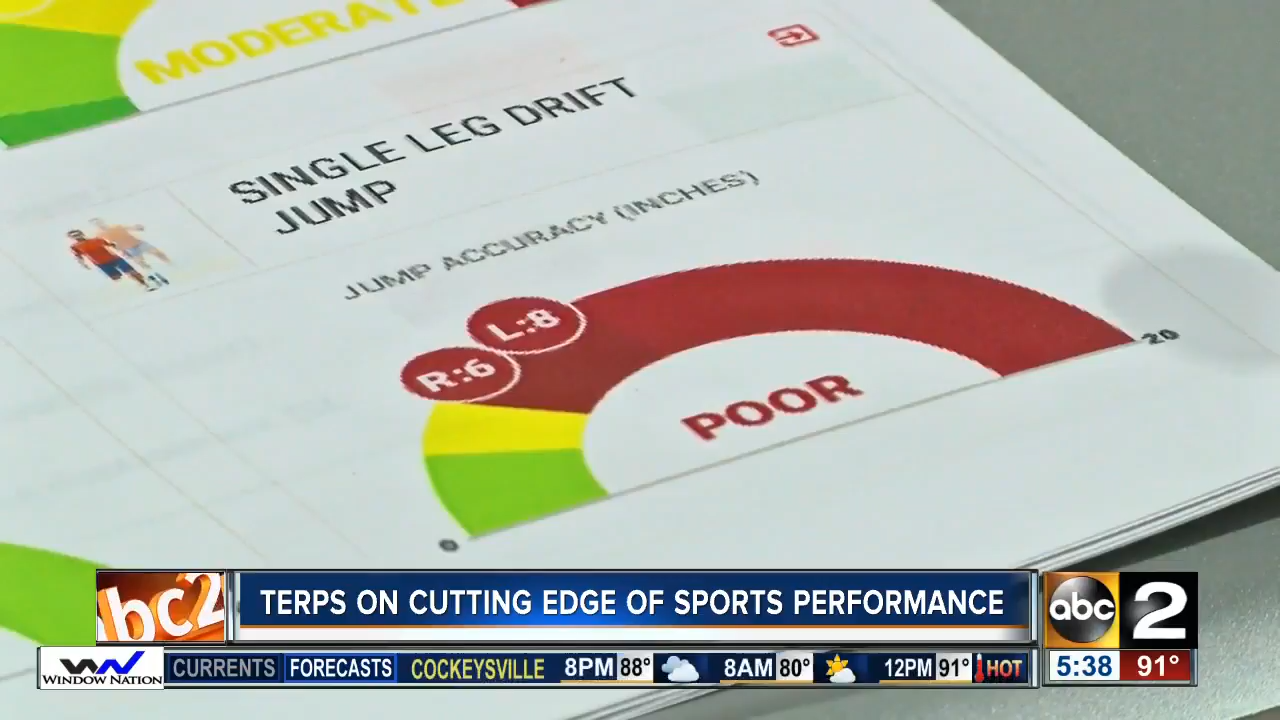 MODERATE
SINGLE LEG DRIFT
JUMP
JUMP ACCURACY (INCHES)
L:8
R:6
20
POOR
0
bc2
TERPS ON CUTTING EDGE OF SPORTS PERFORMANCE
abc 2
WINDOW NATION
CURRENTS FORECASTS COCKEYSVILLE 8PM 88° 8AM 80° 12PM 91° HOT
5:38 91°